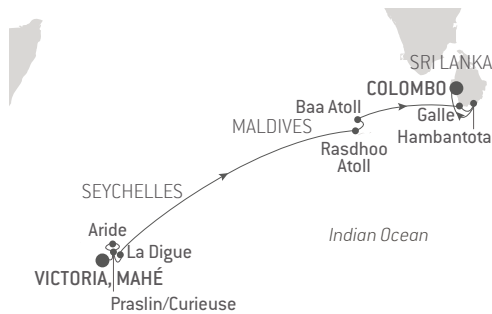 SRI LANKA
COLOMBO
Baa Atoll
Galle
MALDIVES
Hambantota
Rasdhoo
Atoll
SEYCHELLES
Aride
Indian Ocean
La Digue
VICTORIA, MAHÉ
Praslin/Curieuse